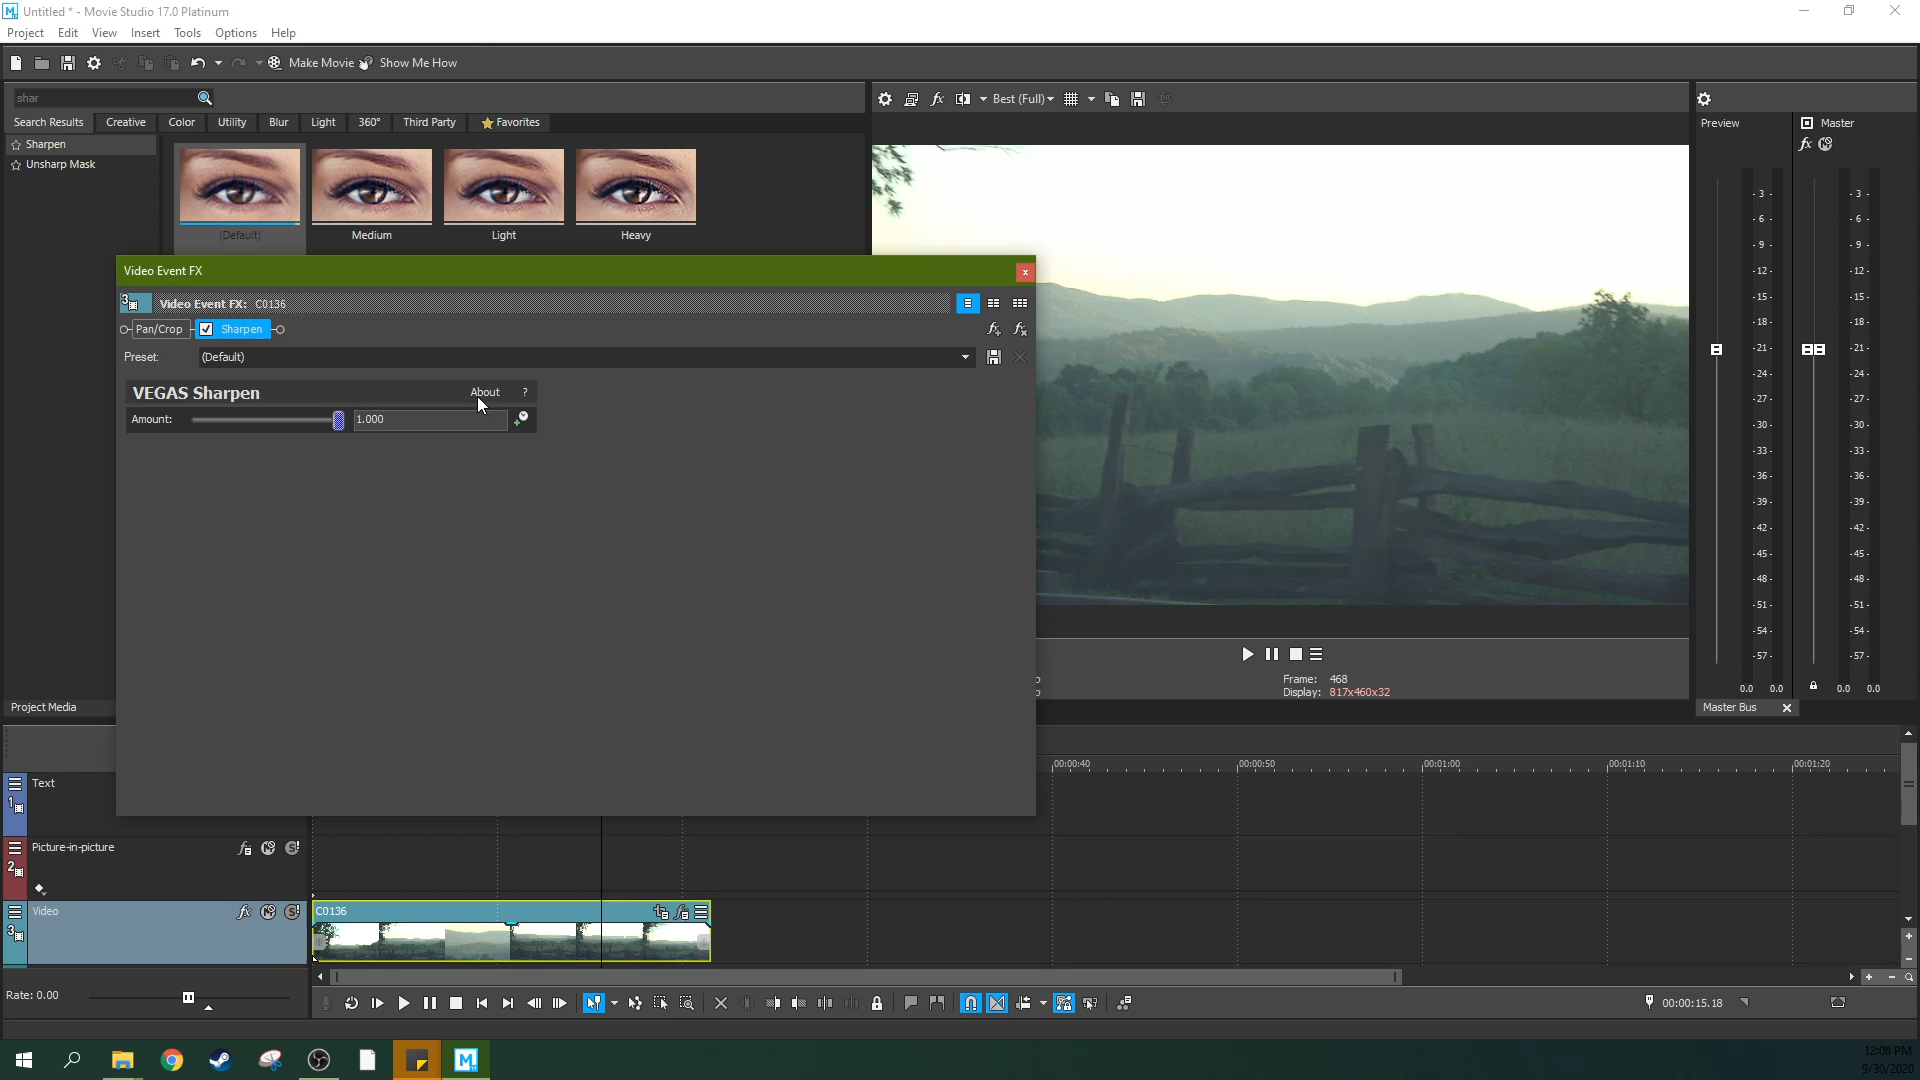 Untitled * - Movie Studio 17.0 Platinum
Project Edit View Insert Tools Options Help
Make Movie Show Me How
shar
Best (Full)
Search Results Creative Color Utility Blur Light 360° Third Party Favorites
Preview Master
Sharpen
Unsharp Mask
(Default) Medium Light Heavy
Video Event FX
Video Event FX: C0136
Pan/Crop Sharpen
Preset: (Default)
VEGAS Sharpen About ?
Amount: 1.000
-3- -3-
-6- -6-
-9- -9-
-12- -12-
-15- -15-
-18- -18-
-21- -21-
-24- -24-
-27- -27-
-30- -30-
-33- -33-
-36- -36-
-39- -39-
-42- -42-
-45- -45-
-48- -48-
-51- -51-
-54- -54-
-57- -57-
Frame: 468
Display: 817x460x32
0.0 0.0 0.0 0.0
Project Media
Master Bus
00:00:40 00:00:50 00:01:00 00:01:10 00:01:20
Text
1
Picture-in-picture
2
Video
3
C0136
Rate: 0.00
00:00:15.18
12:08 PM
9/30/2020